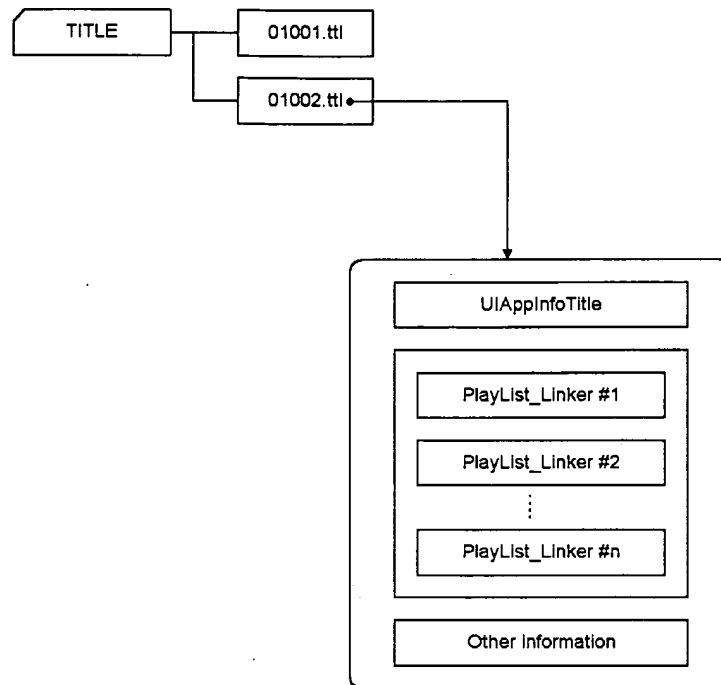 TITLE
01001.ttl
01002.ttl
UIAppInfoTitle
PlayList_Linker #1
PlayList_Linker #2
PlayList_Linker #n
Other information